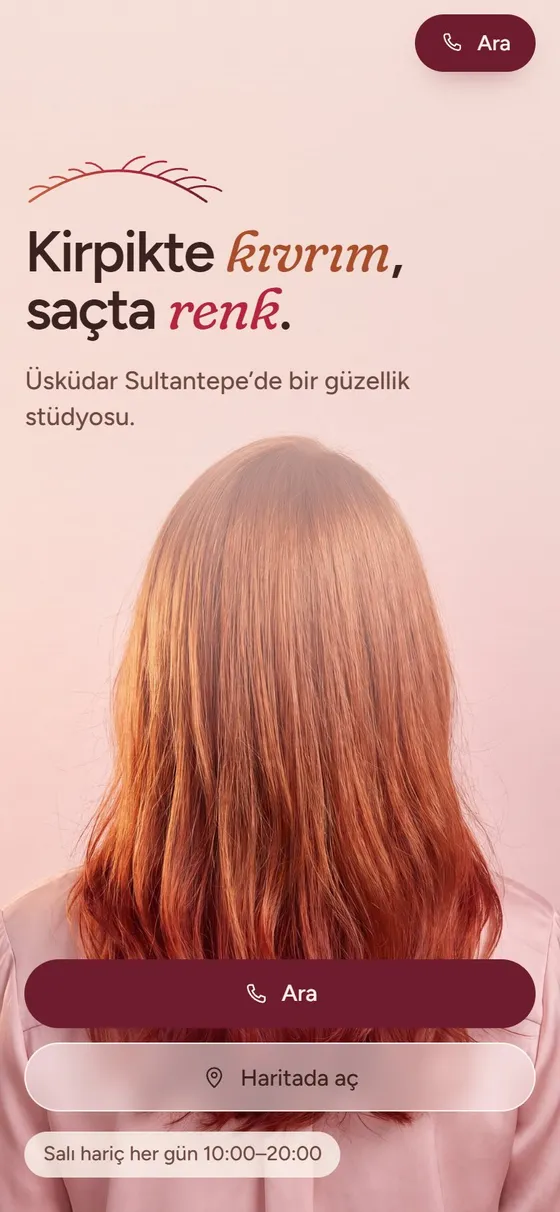 Ara
Kirpikte kıvrım,
saçta renk.
Üsküdar Sultantepe’de bir güzellik
stüdyosu.
Ara
Haritada aç
Salı hariç her gün 10:00–20:00